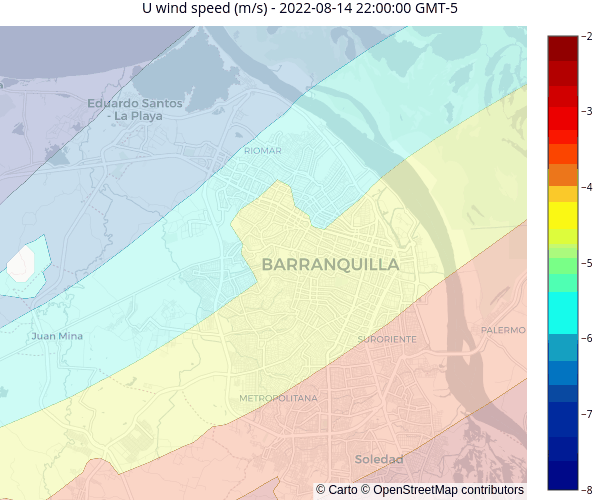 U wind speed (m/s) - 2022-08-14 22:00:00 GMT-5
−2
Eduardo Santos
- La Playa
−3
RIOMAR
−4
BARRANQUILLA
−5
Juan Mina
SURORIENTE
PALERMO
−6
METROPOLITANA
−7
Soledad
© Carto © OpenStreetMap contributors
−8